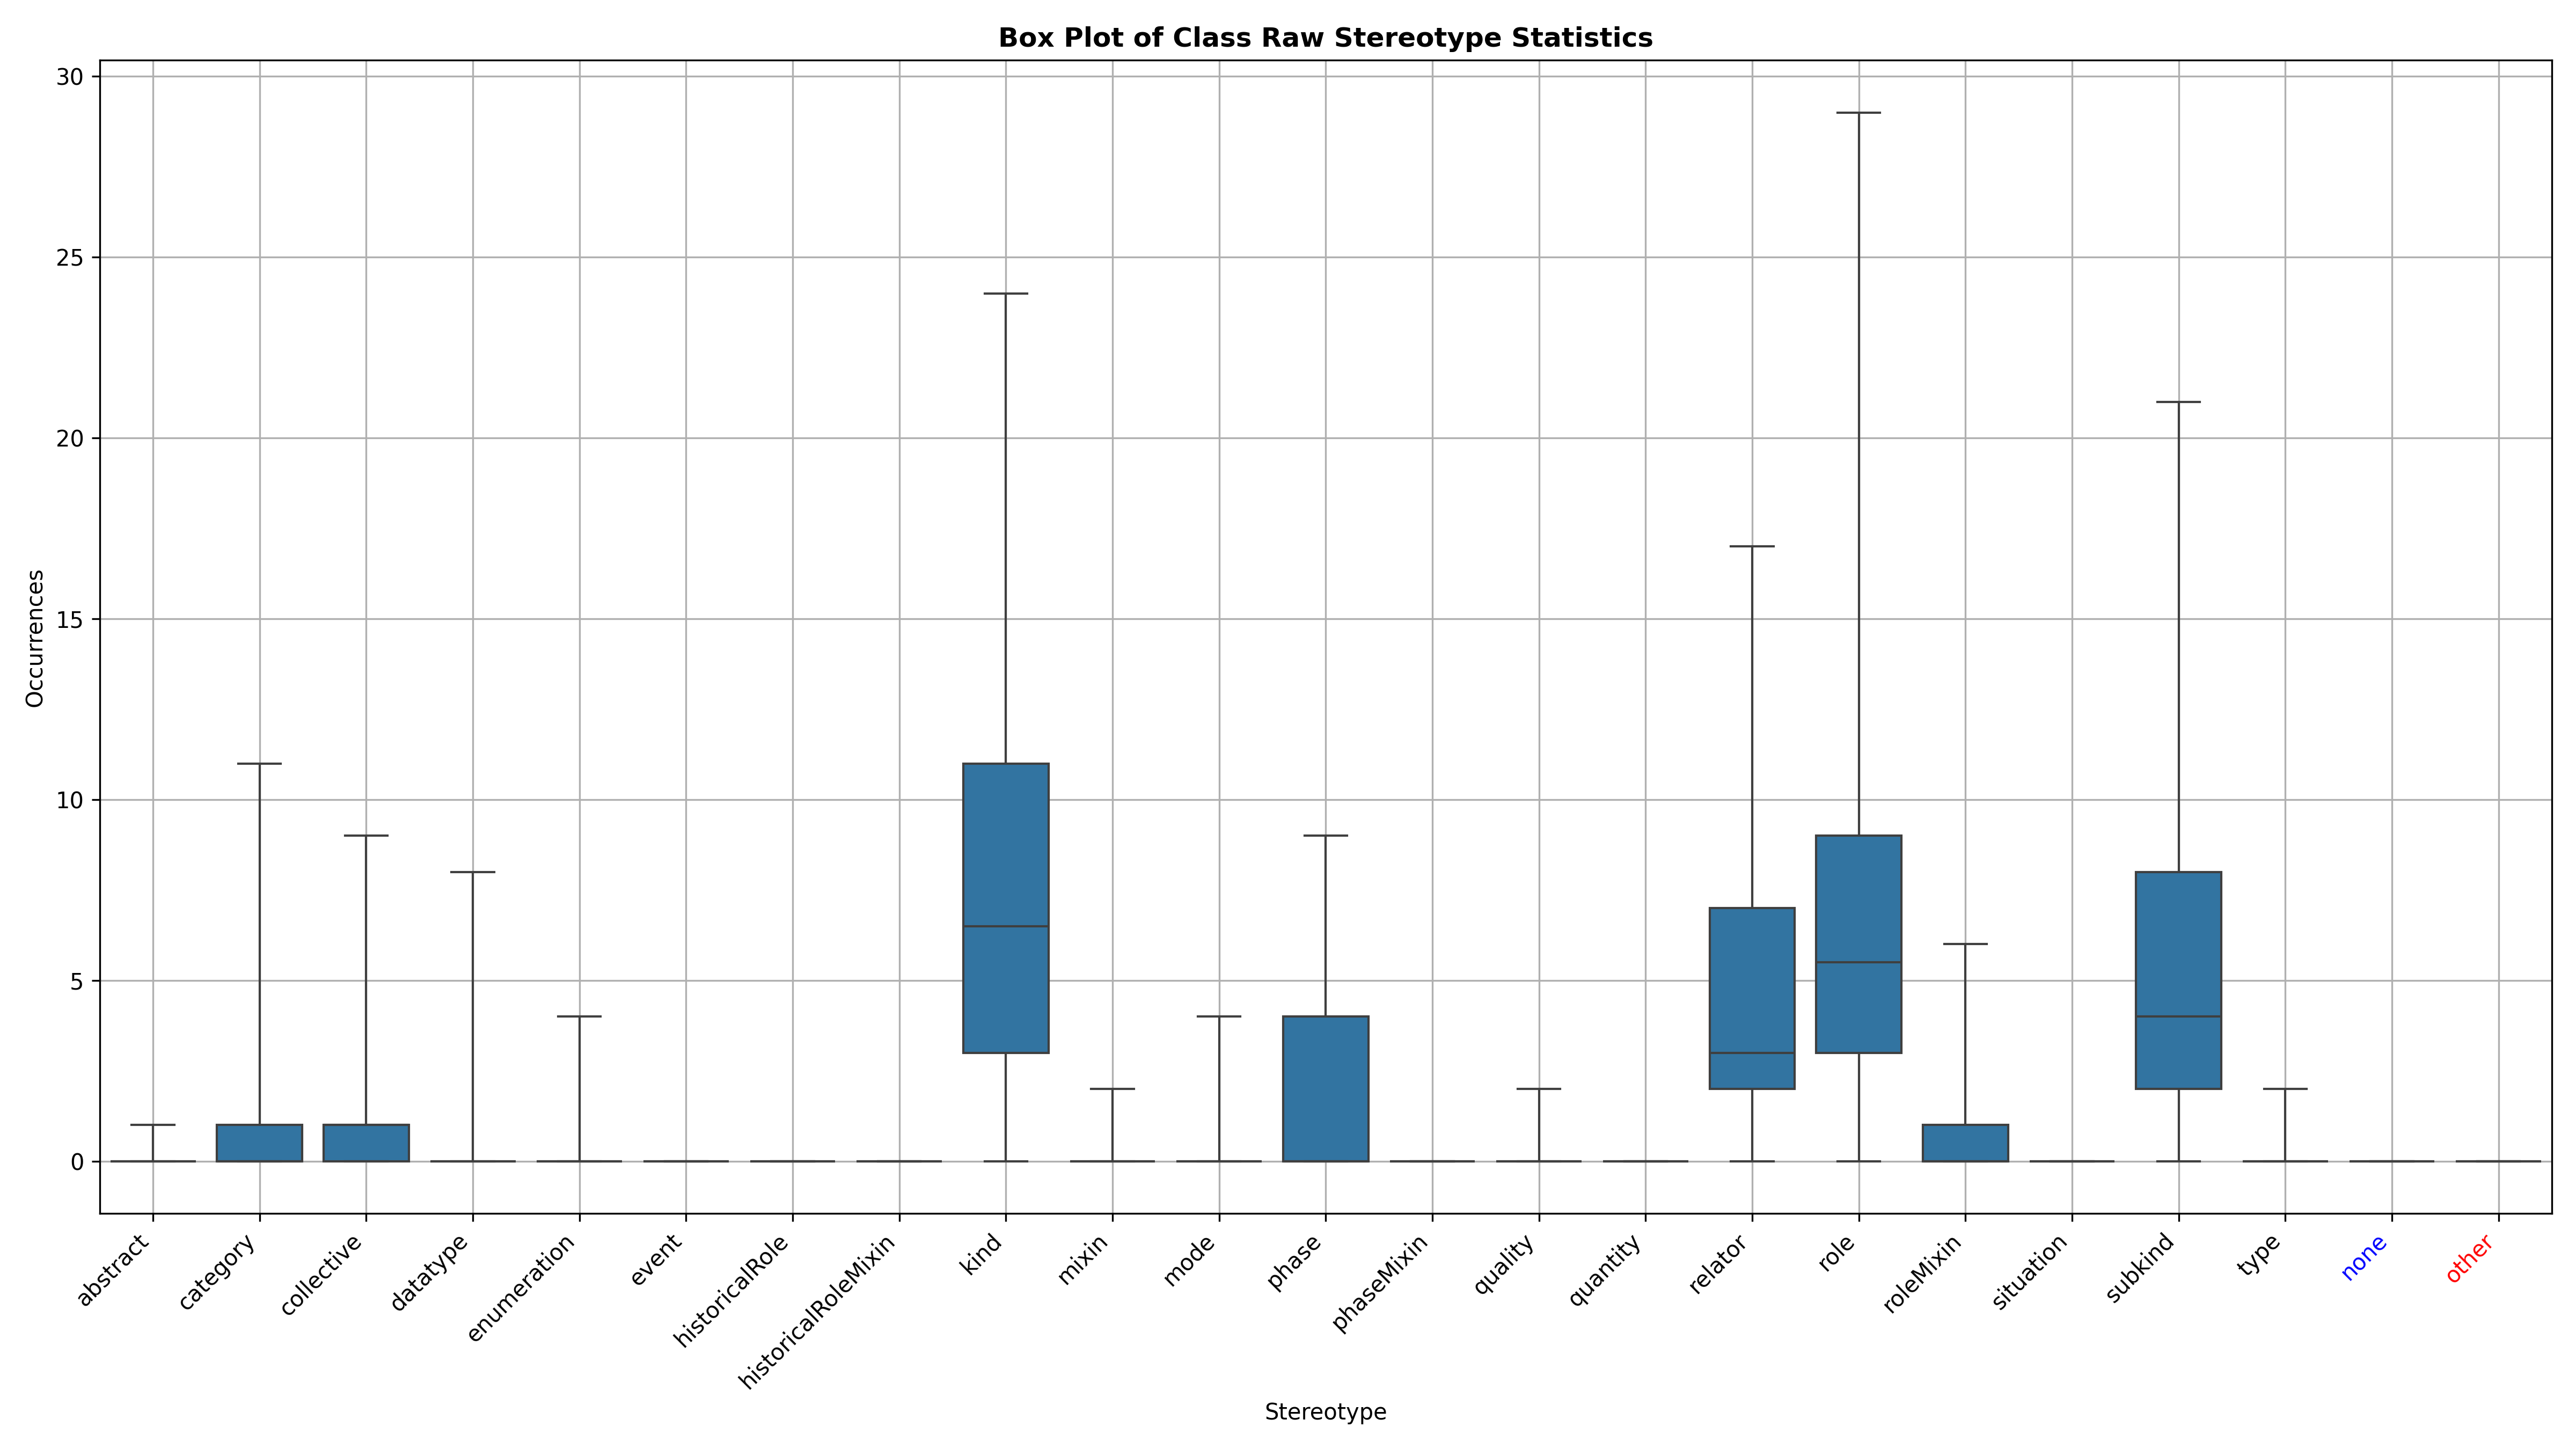 Box Plot of Class Raw Stereotype Statistics
30
25
20
15
10
5
0
Occurrences
abstract
category
collective
datatype
enumeration
event
historicalRole
historicalRoleMixin
kind
mixin
mode
phase
phaseMixin
quality
quantity
relator
role
roleMixin
situation
subkind
type
none
other
Stereotype